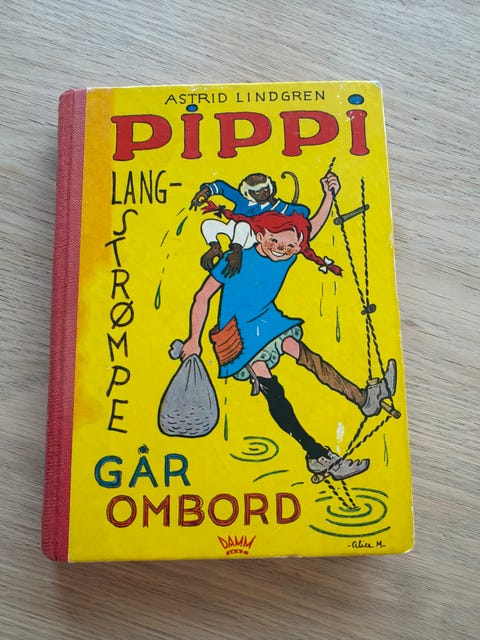 ASTRID LINDGREN
PIPPI
LANG-
STRØMPE
GÅR
OMBORD
DAMM
-Alice M-